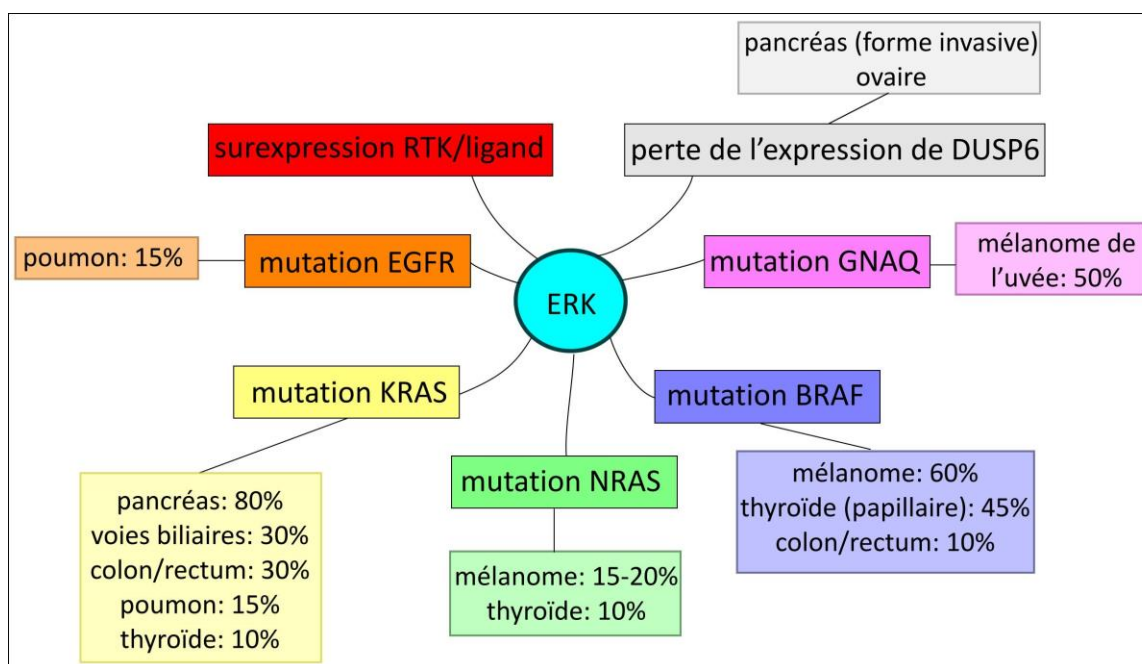 pancréas (forme invasive)
ovaire
surexpression RTK/ligand
perte de l’expression de DUSP6
poumon: 15%
mutation EGFR
ERK
mutation GNAQ
mélanome de
l’uvée: 50%
mutation KRAS
mutation BRAF
pancréas: 80%
voies biliaires: 30%
colon/rectum: 30%
poumon: 15%
thyroïde: 10%
mutation NRAS
mélanome: 15-20%
thyroïde: 10%
mélanome: 60%
thyroïde (papillaire): 45%
colon/rectum: 10%